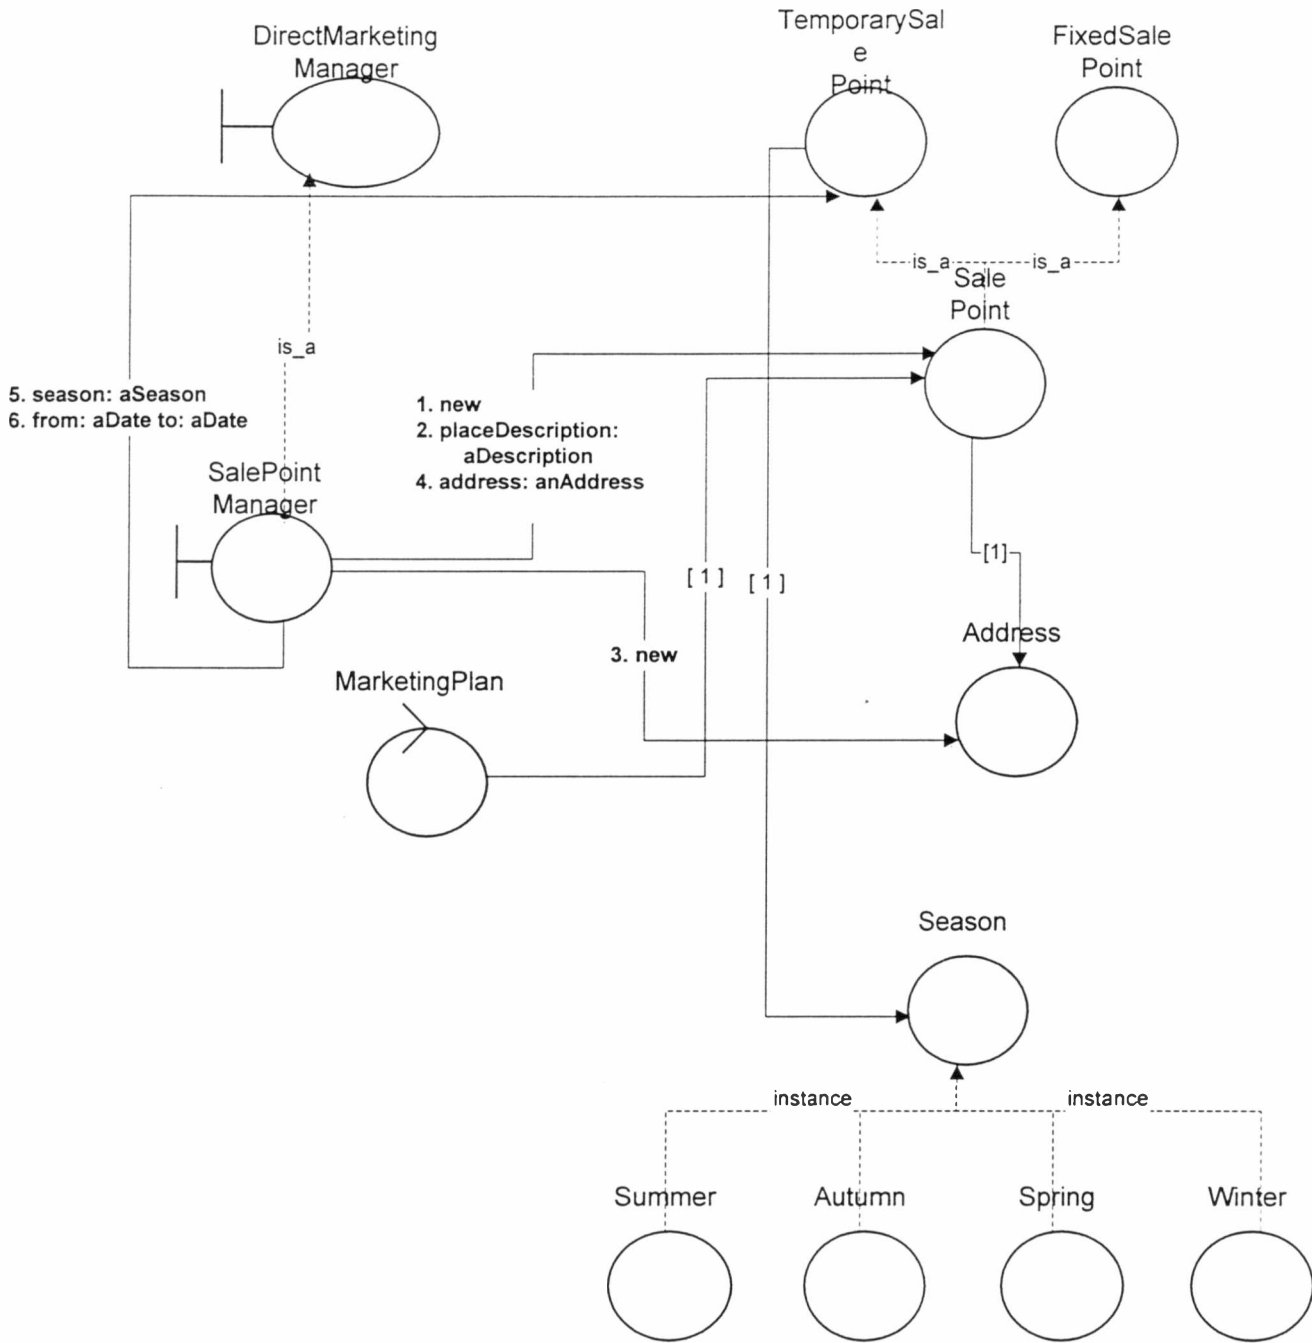 DirectMarketing
Manager
TemporarySal
e
Point
FixedSale
Point
is_a
is_a
Sale
Point
is_a
5. season: aSeason
6. from: aDate to: aDate
1. new
2. placeDescription:
aDescription
4. address: anAddress
SalePoint
Manager
[ 1 ]
[ 1 ]
[1]
Address
3. new
MarketingPlan
Season
instance
instance
Summer
Autumn
Spring
Winter